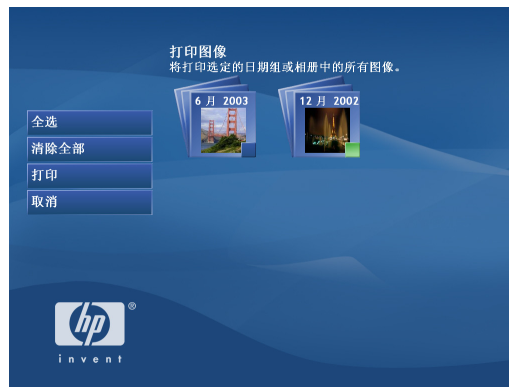 打印图像
将打印选定的日期组或相册中的所有图像。
6 月 2003
12 月 2002
全选
清除全部
打印
取消
hp®
invent